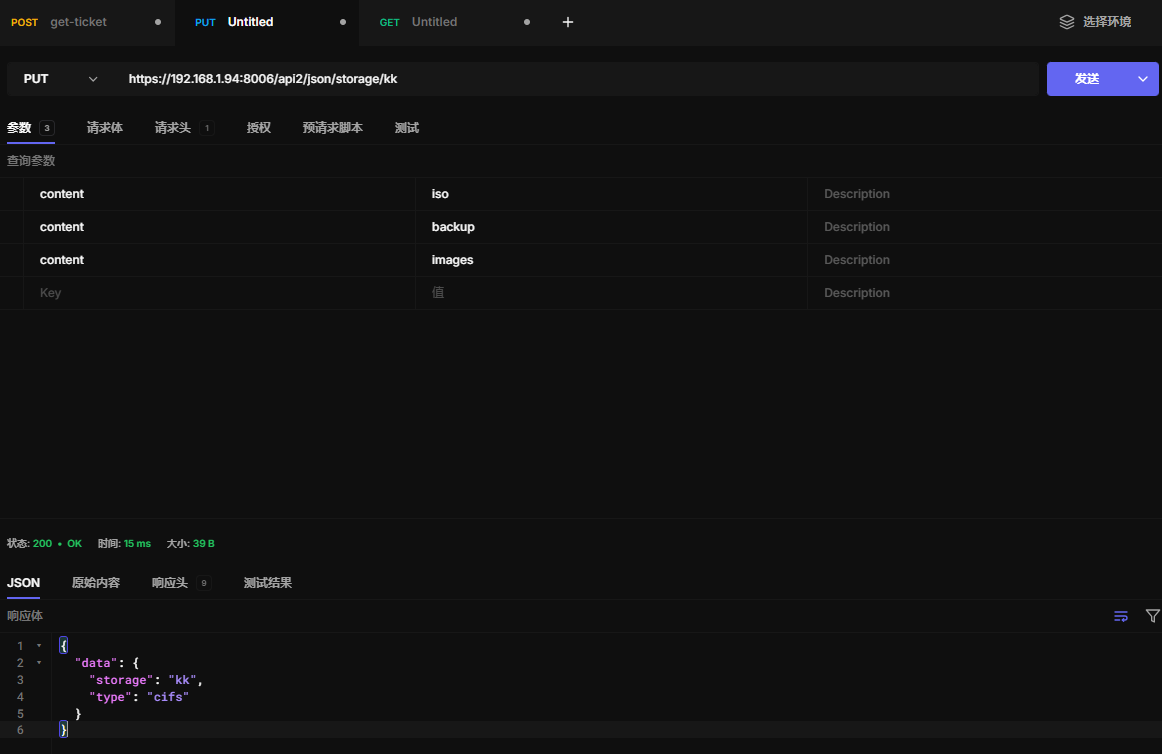 POST get-ticket PUT Untitled GET Untitled 选择环境
PUT https://192.168.1.94:8006/api2/json/storage/kk 发送
参数 3 请求体 请求头 1 授权 预请求脚本 测试
查询参数
content iso Description
content backup Description
content images Description
Key 值 Description
状态: 200 • OK 时间: 15 ms 大小: 39 B
JSON 原始内容 响应头 9 测试结果
响应体
1 {
2 "data": {
3 "storage": "kk",
4 "type": "cifs"
5 }
6 }